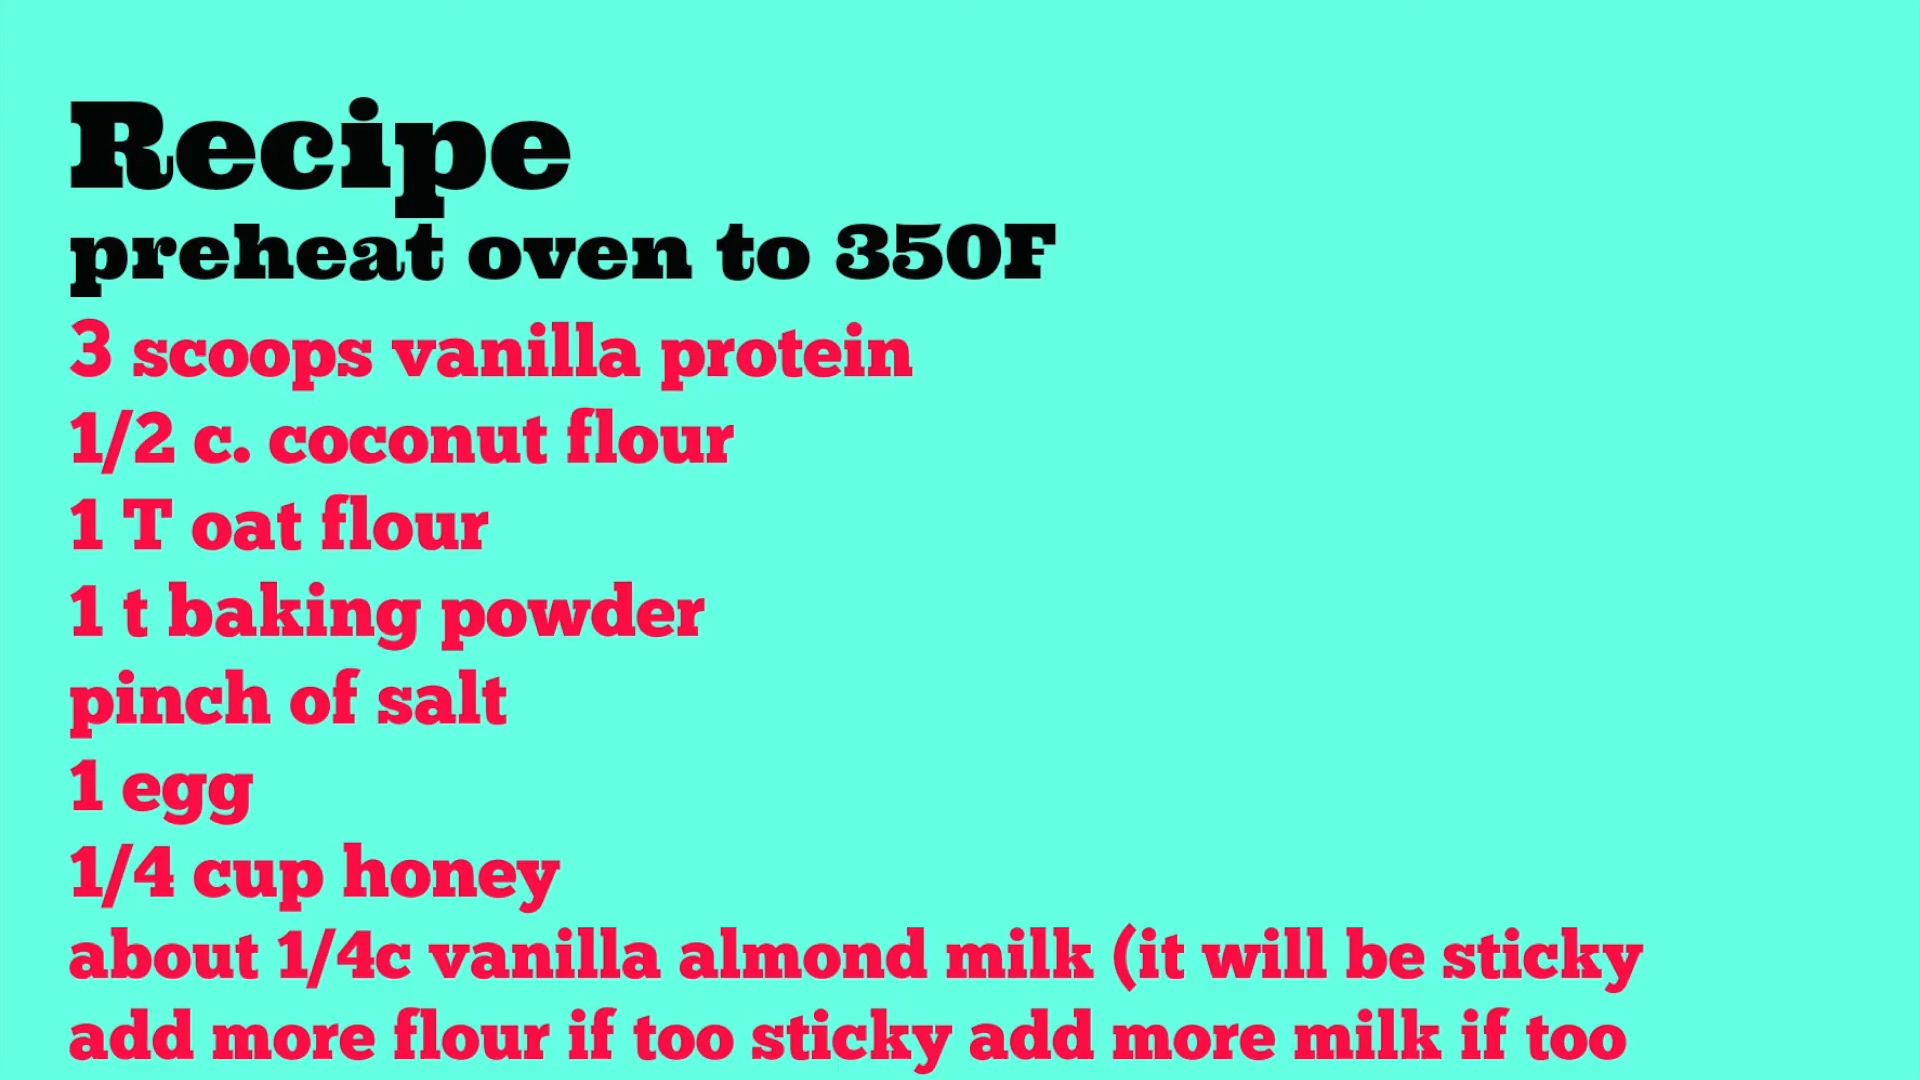 Recipe
preheat oven to 350F
3 scoops vanilla protein
1/2 c. coconut flour
1 T oat flour
1 t baking powder
pinch of salt
1 egg
1/4 cup honey
about 1/4c vanilla almond milk (it will be sticky
add more flour if too sticky add more milk if too